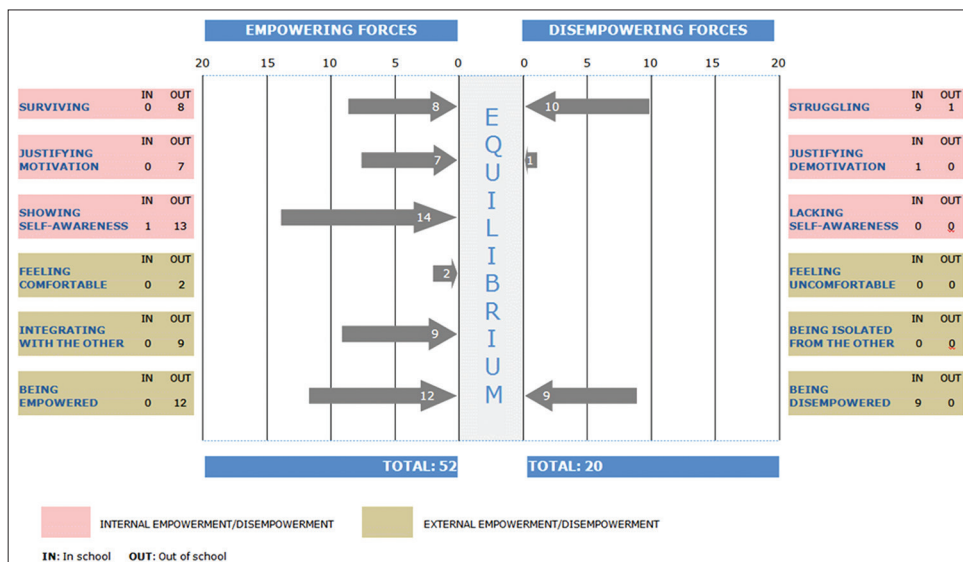 EMPOWERING FORCES
DISEMPOWERING FORCES
20 15 10 5 0 0 5 10 15 20
IN OUT
SURVIVING 0 8
8
10
IN OUT
STRUGGLING 9 1
IN OUT
JUSTIFYING
MOTIVATION 0 7
7
1
IN OUT
JUSTIFYING
DEMOTIVATION 1 0
IN OUT
SHOWING
SELF-AWARENESS 1 13
14
IN OUT
LACKING
SELF-AWARENESS 0 0
IN OUT
FEELING
COMFORTABLE 0 2
2
IN OUT
FEELING
UNCOMFORTABLE 0 0
IN OUT
INTEGRATING
WITH THE OTHER 0 9
9
IN OUT
BEING ISOLATED
FROM THE OTHER 0 0
IN OUT
BEING
EMPOWERED 0 12
12
9
IN OUT
BEING
DISEMPOWERED 9 0
EQUILIBRIUM
TOTAL: 52
TOTAL: 20
INTERNAL EMPOWERMENT/DISEMPOWERMENT
EXTERNAL EMPOWERMENT/DISEMPOWERMENT
IN: In school OUT: Out of school